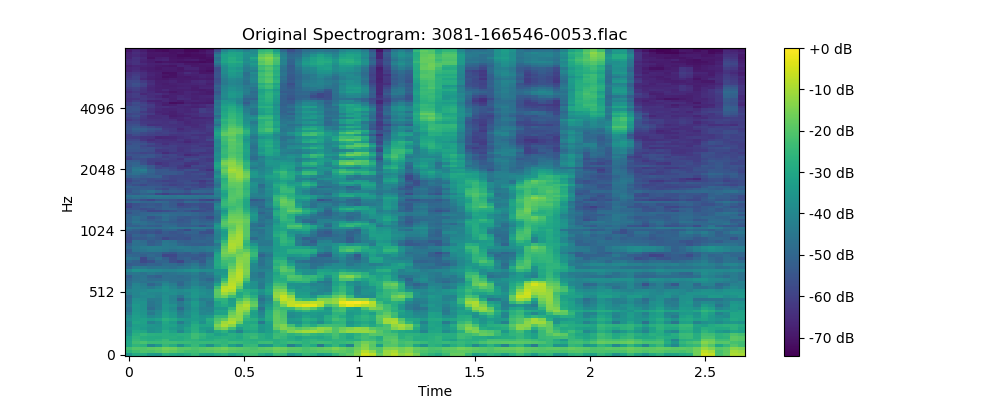 Original Spectrogram: 3081-166546-0053.flac
Hz
4096
2048
1024
512
0
0
0.5
1
1.5
2
2.5
Time
+0 dB
-10 dB
-20 dB
-30 dB
-40 dB
-50 dB
-60 dB
-70 dB